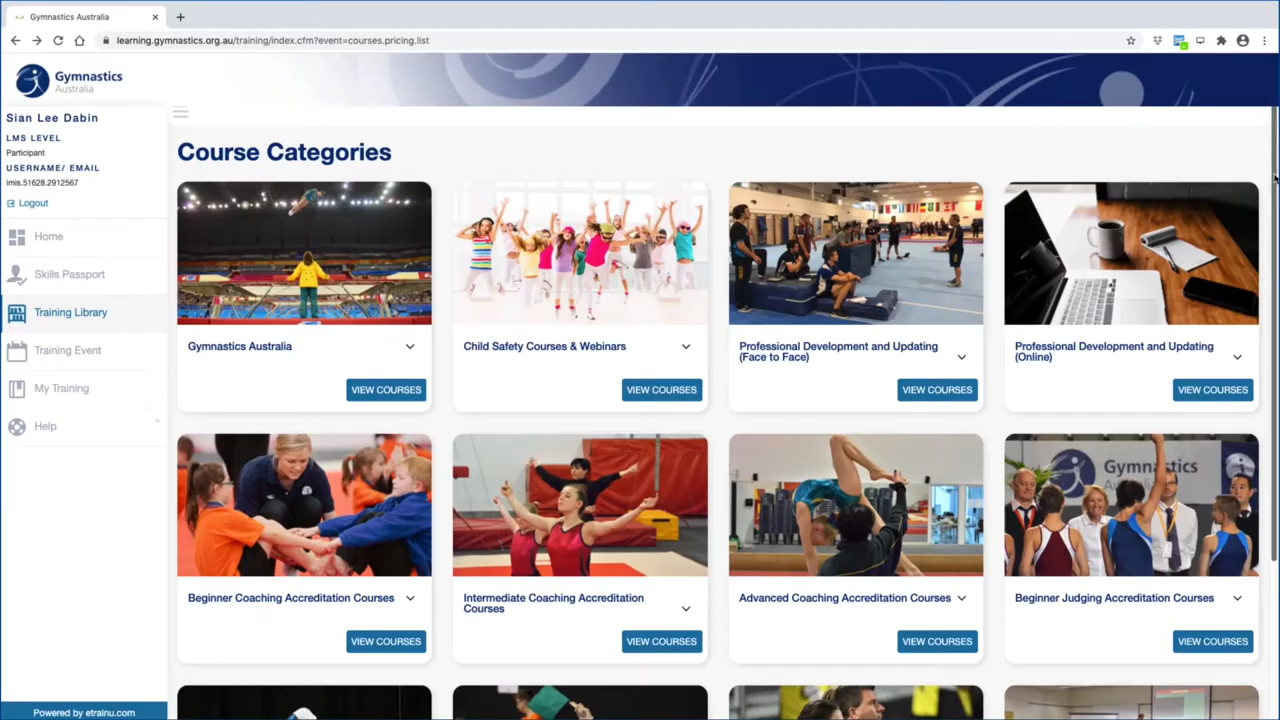 Gymnastics Australia
learning.gymnastics.org.au/training/index.cfm?event=courses.pricing.list
Gymnastics
Australia
Sian Lee Dabin
LMS LEVEL
Participant
USERNAME/ EMAIL
imis.51628.2912567
Logout
Home
Skills Passport
Training Library
Training Event
My Training
Help
Powered by etrainu.com
Course Categories
Gymnastics Australia
VIEW COURSES
Child Safety Courses & Webinars
VIEW COURSES
Professional Development and Updating
(Face to Face)
VIEW COURSES
Professional Development and Updating
(Online)
VIEW COURSES
Beginner Coaching Accreditation Courses
VIEW COURSES
Intermediate Coaching Accreditation
Courses
VIEW COURSES
Advanced Coaching Accreditation Courses
VIEW COURSES
Gymnastics
Beginner Judging Accreditation Courses
VIEW COURSES